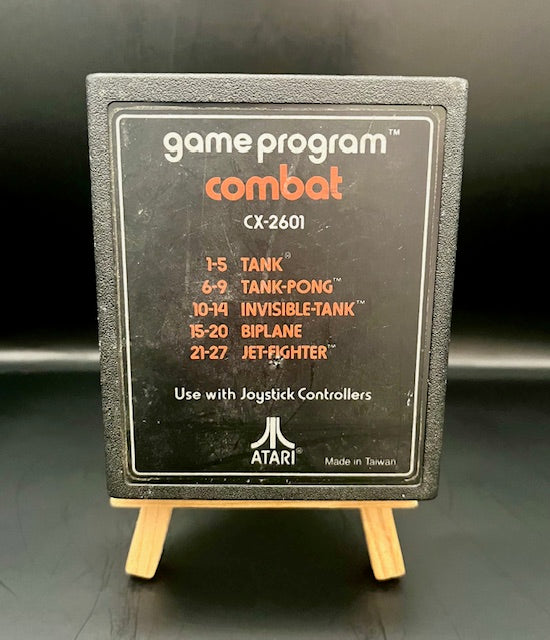 game program™
combat
CX-2601
1-5 TANK®
6-9 TANK-PONG™
10-14 INVISIBLE-TANK™
15-20 BIPLANE
21-27 JET-FIGHTER™
Use with Joystick Controllers
ATARI®
Made in Taiwan